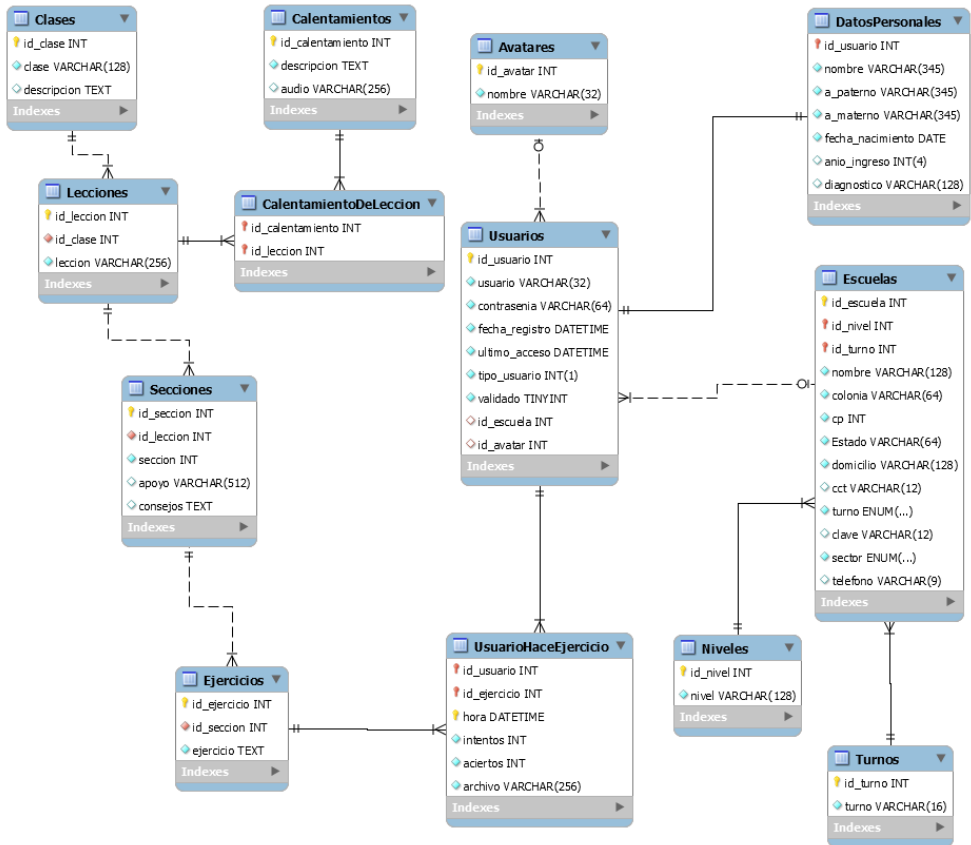 Clases
id_clase INT
clase VARCHAR(128)
descripcion TEXT
Indexes
Calentamientos
id_calentamiento INT
descripcion TEXT
audio VARCHAR(256)
Indexes
Avatares
id_avatar INT
nombre VARCHAR(32)
Indexes
DatosPersonales
id_usuario INT
nombre VARCHAR(345)
a_paterno VARCHAR(345)
a_materno VARCHAR(345)
fecha_nacimiento DATE
anio_ingreso INT(4)
diagnostico VARCHAR(128)
Indexes
Lecciones
id_leccion INT
id_clase INT
leccion VARCHAR(256)
Indexes
CalentamientoDeLeccion
id_calentamiento INT
id_leccion INT
Indexes
Usuarios
id_usuario INT
usuario VARCHAR(32)
contrasenia VARCHAR(64)
fecha_registro DATETIME
ultimo_acceso DATETIME
tipo_usuario INT(1)
validado TINYINT
id_escuela INT
id_avatar INT
Indexes
Escuelas
id_escuela INT
id_nivel INT
id_turno INT
nombre VARCHAR(128)
colonia VARCHAR(64)
cp INT
Estado VARCHAR(64)
domicilio VARCHAR(128)
cct VARCHAR(12)
turno ENUM(...)
clave VARCHAR(12)
sector ENUM(...)
telefono VARCHAR(9)
Indexes
Secciones
id_seccion INT
id_leccion INT
seccion INT
apoyo VARCHAR(512)
consejos TEXT
Indexes
Ejercicios
id_ejercicio INT
id_seccion INT
ejercicio TEXT
Indexes
UsuarioHaceEjercicio
id_usuario INT
id_ejercicio INT
hora DATETIME
intentos INT
aciertos INT
archivo VARCHAR(256)
Indexes
Niveles
id_nivel INT
nivel VARCHAR(128)
Indexes
Turnos
id_turno INT
turno VARCHAR(16)
Indexes